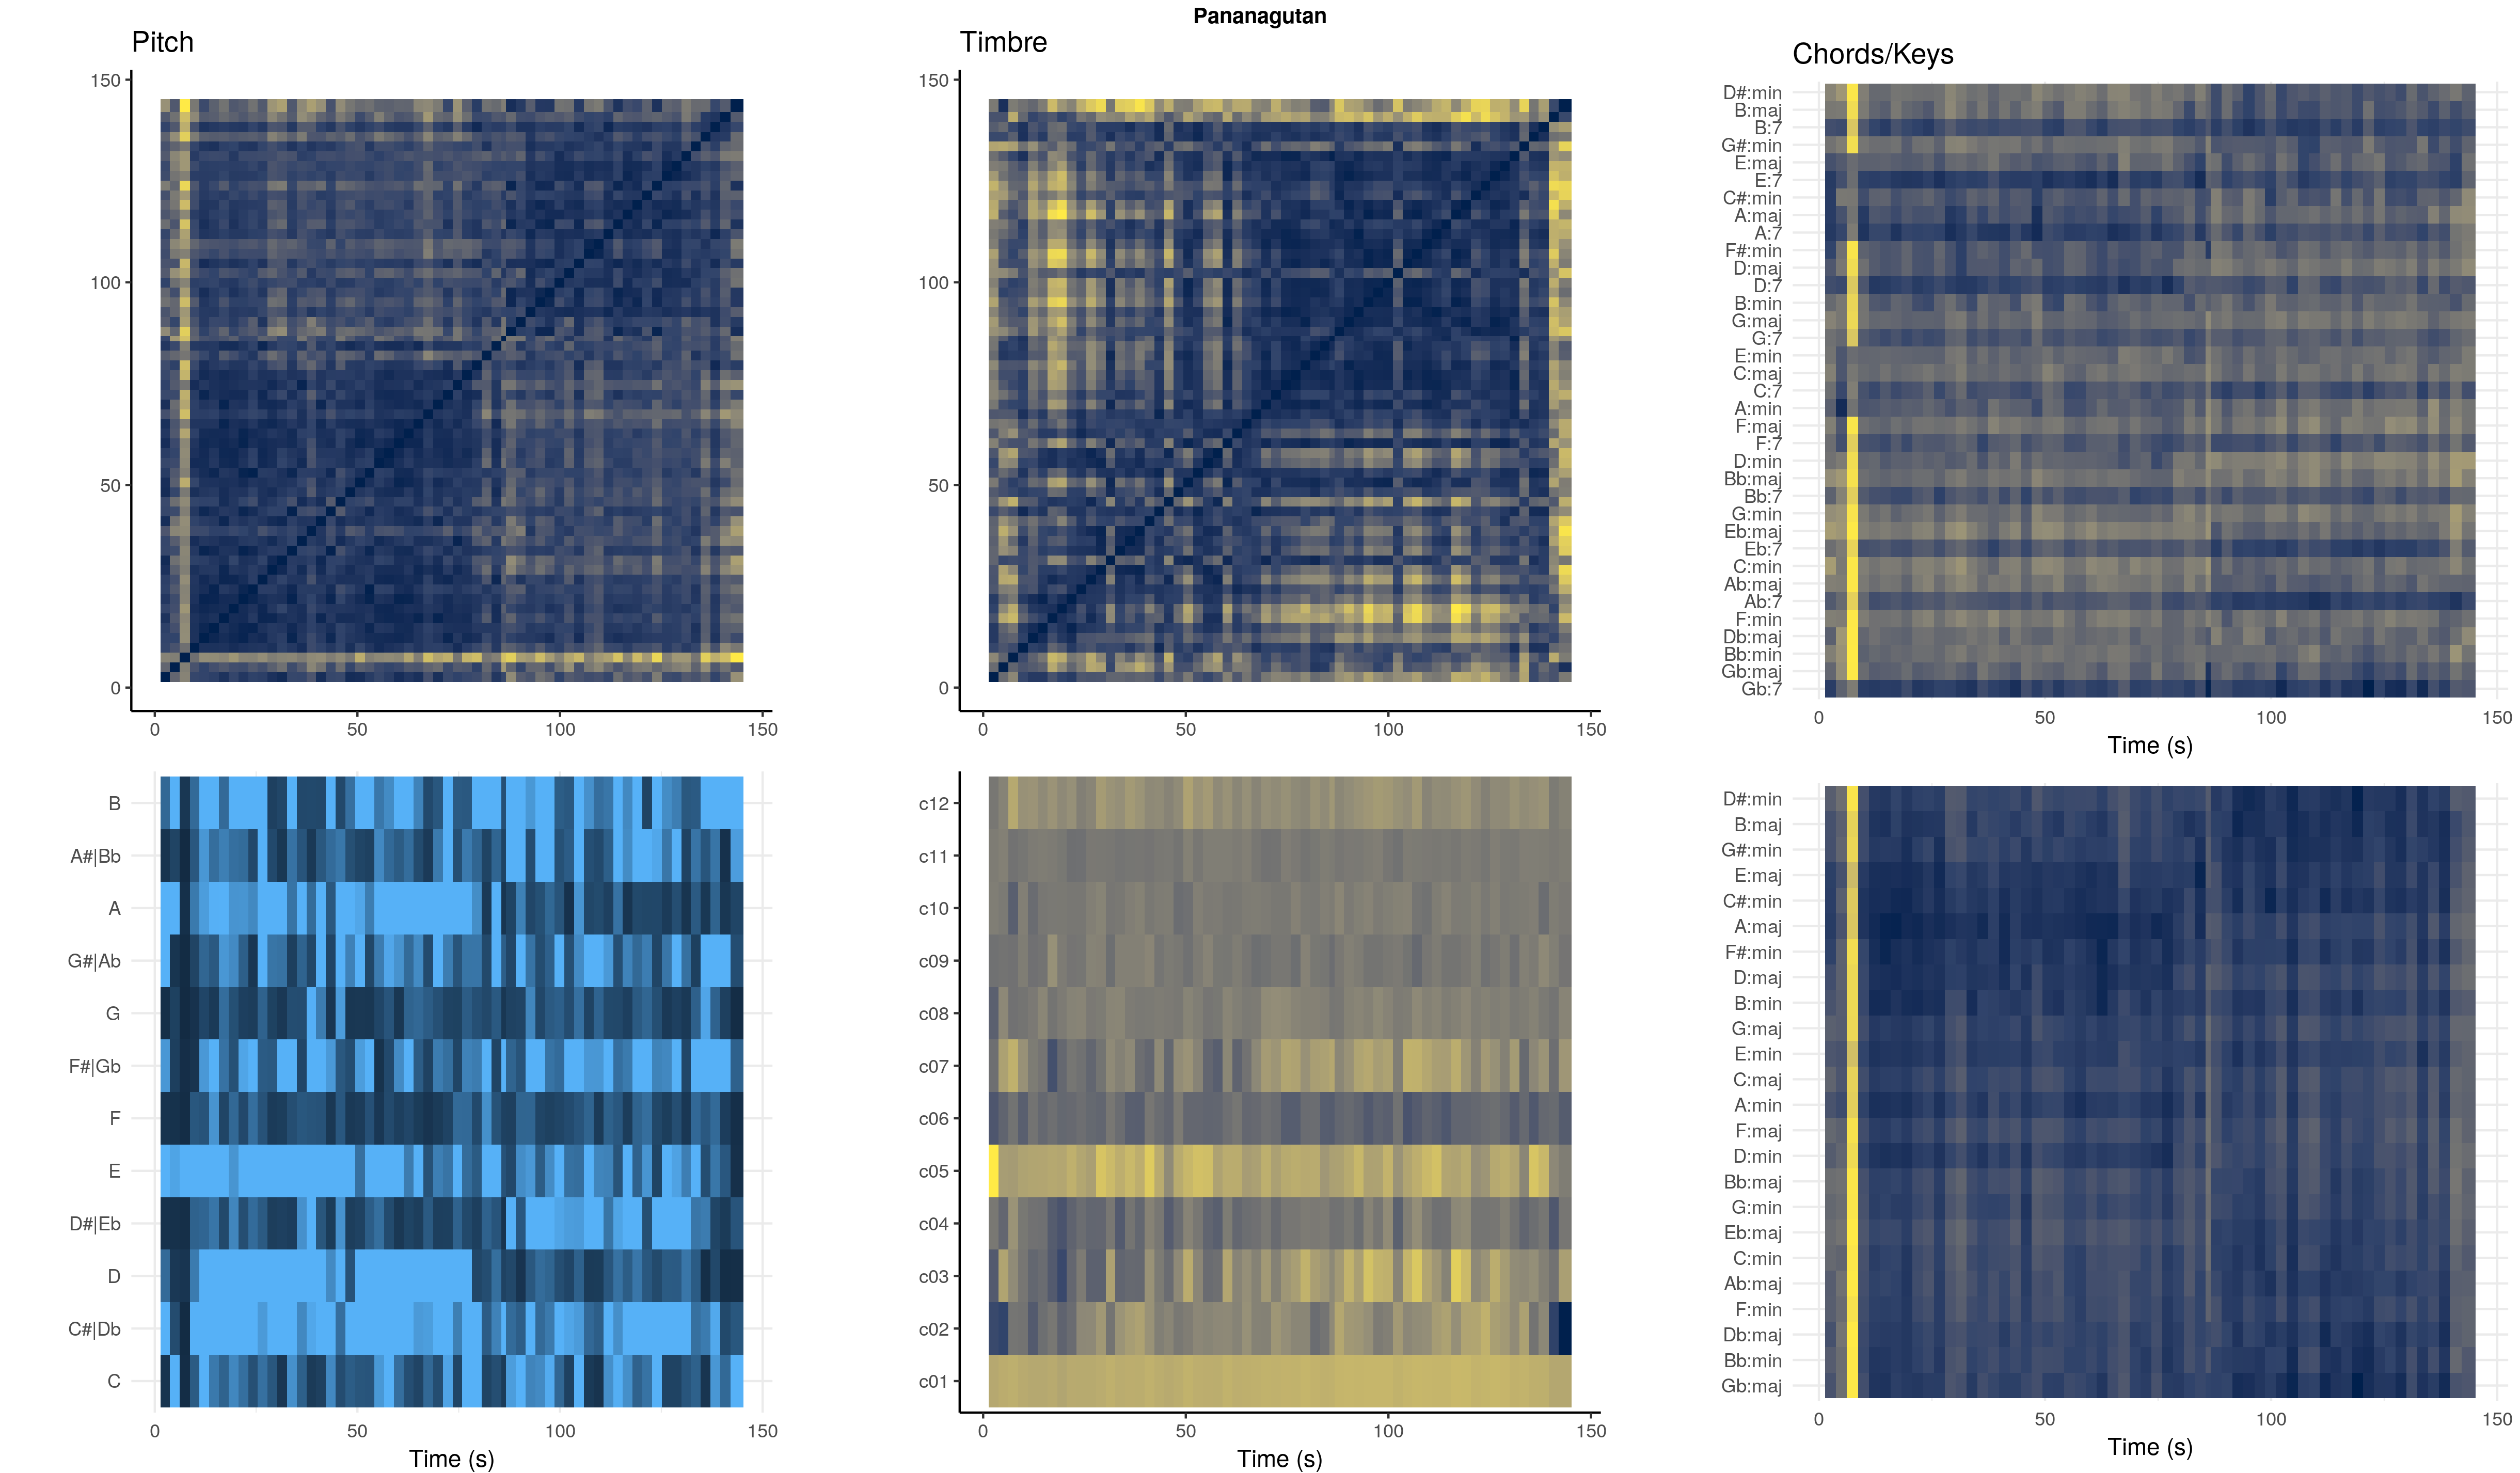 Pananagutan
Pitch
150
100
50
0
0 50 100 150
Timbre
150
100
50
0
0 50 100 150
Chords/Keys
D#:min
B:maj
B:7
G#:min
E:maj
E:7
C#:min
A:maj
A:7
F#:min
D:maj
D:7
B:min
G:maj
G:7
E:min
C:maj
C:7
A:min
F:maj
F:7
D:min
Bb:maj
Bb:7
G:min
Eb:maj
Eb:7
C:min
Ab:maj
Ab:7
F:min
Db:maj
Bb:min
Gb:maj
Gb:7
0 50 100 150
Time (s)
B
A#|Bb
A
G#|Ab
G
F#|Gb
F
E
D#|Eb
D
C#|Db
C
0 50 100 150
Time (s)
c12
c11
c10
c09
c08
c07
c06
c05
c04
c03
c02
c01
0 50 100 150
Time (s)
D#:min
B:maj
G#:min
E:maj
C#:min
A:maj
F#:min
D:maj
B:min
G:maj
E:min
C:maj
A:min
F:maj
D:min
Bb:maj
G:min
Eb:maj
C:min
Ab:maj
F:min
Db:maj
Bb:min
Gb:maj
0 50 100 150
Time (s)